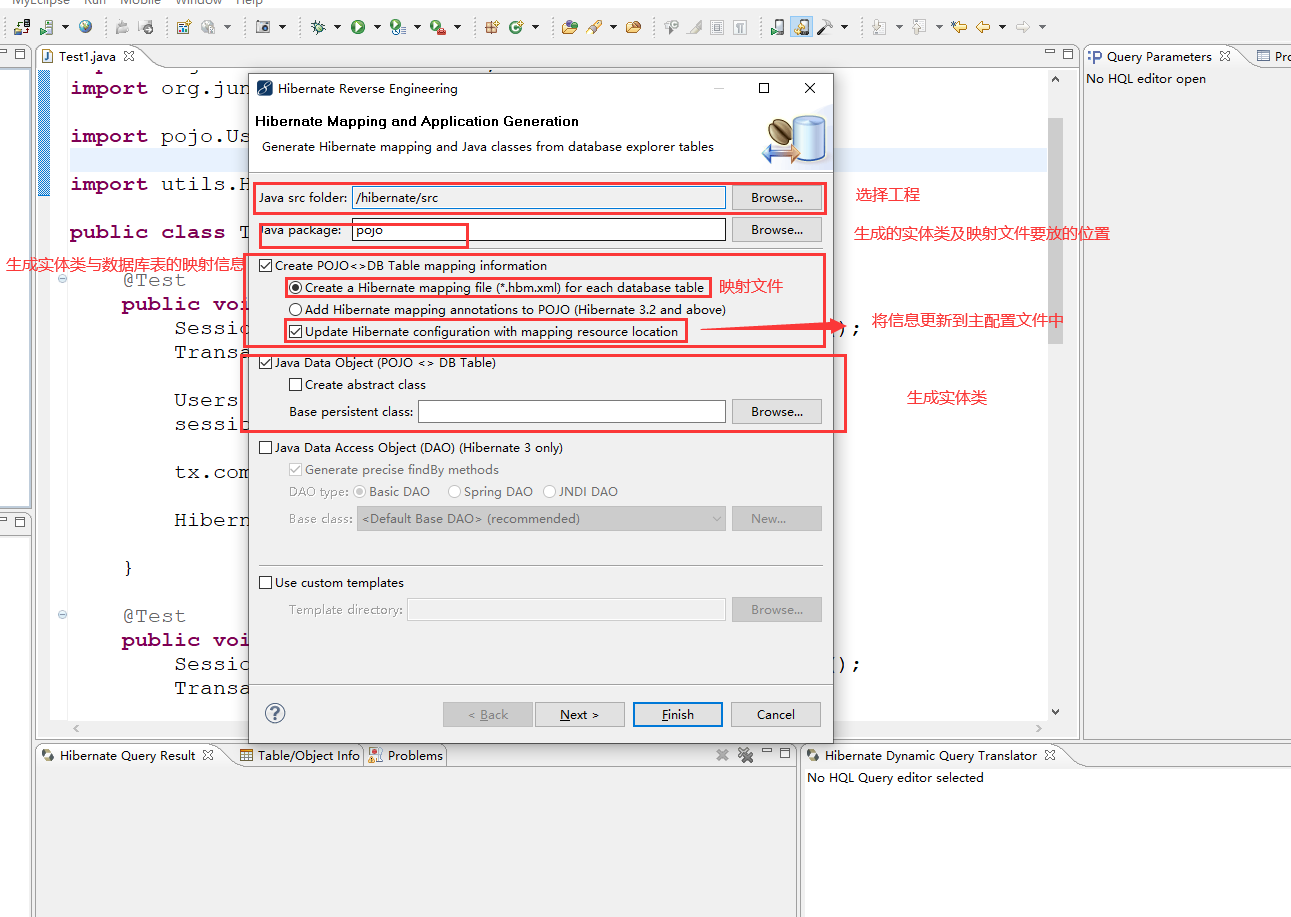 MyEclipse Run Mobile Window Help
Test1.java
Query Parameters
No HQL editor open
import org.jun
import pojo.Us
import utils.H
public class T
@Test
public voi
Sessio
Transa
Users
sessio
tx.com
Hibern
}
@Test
public voi
Sessio
Transa
);
);
Hibernate Reverse Engineering
Hibernate Mapping and Application Generation
Generate Hibernate mapping and Java classes from database explorer tables
Java src folder: /hibernate/src Browse...
选择工程
Java package: pojo Browse...
生成的实体类及映射文件要放的位置
生成实体类与数据库表的映射信息
Create POJO<>DB Table mapping information
Create a Hibernate mapping file (*.hbm.xml) for each database table
映射文件
Add Hibernate mapping annotations to POJO (Hibernate 3.2 and above)
Update Hibernate configuration with mapping resource location
将信息更新到主配置文件中
Java Data Object (POJO <> DB Table)
Create abstract class
生成实体类
Base persistent class: Browse...
Java Data Access Object (DAO) (Hibernate 3 only)
Generate precise findBy methods
DAO type: Basic DAO Spring DAO JNDI DAO
Base class: <Default Base DAO> (recommended) New...
Use custom templates
Template directory: Browse...
< Back Next > Finish Cancel
Hibernate Query Result Table/Object Info Problems
Hibernate Dynamic Query Translator
No HQL Query editor selected